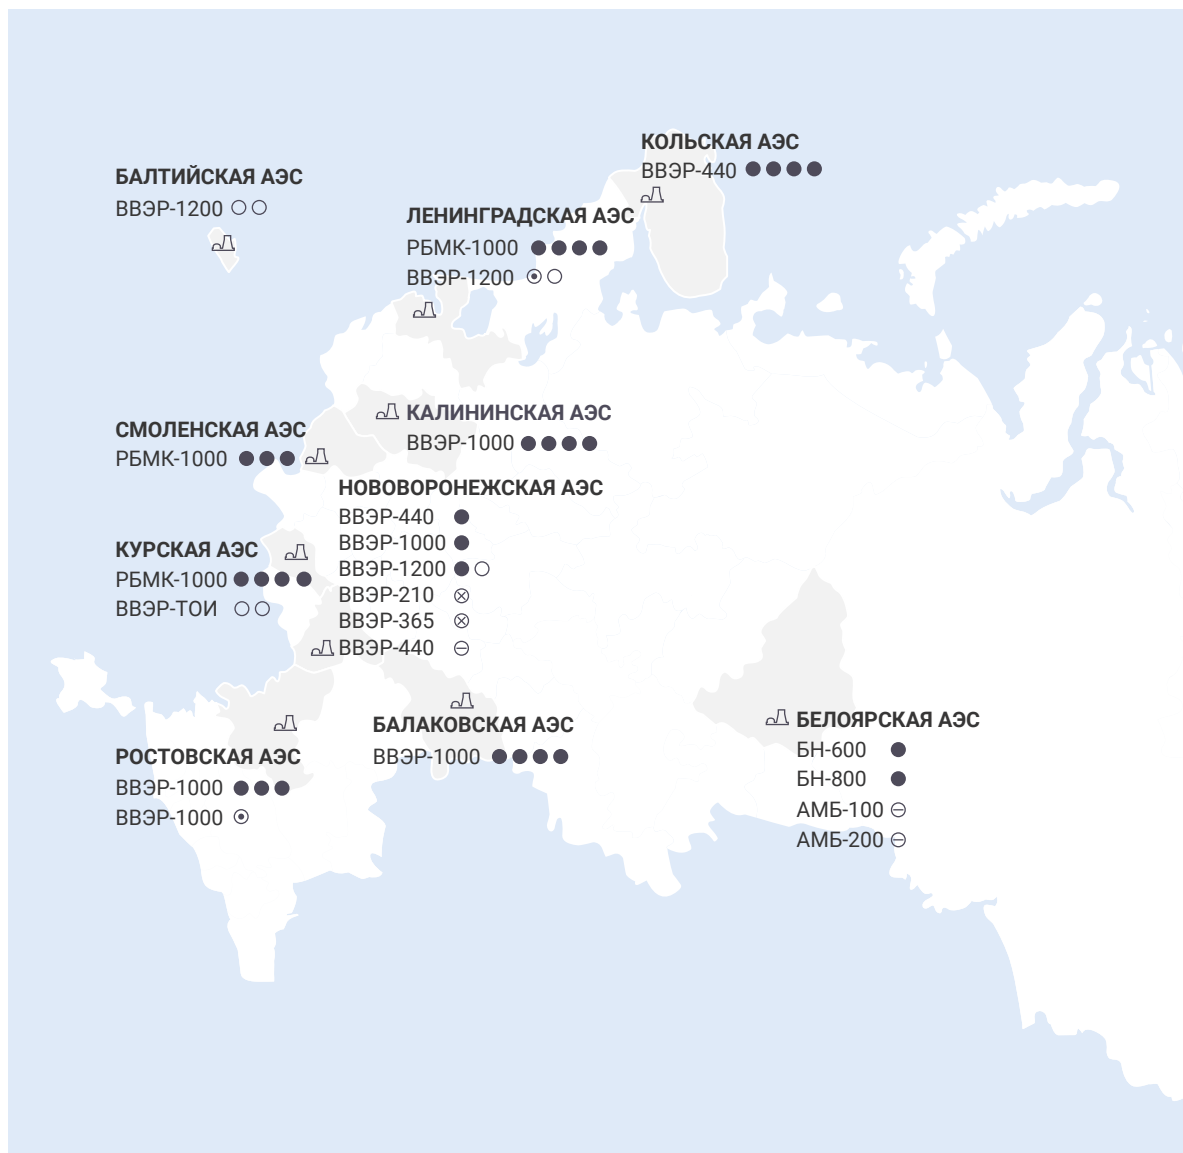 КОЛЬСКАЯ АЭС
ВВЭР-440
БАЛТИЙСКАЯ АЭС
ВВЭР-1200
ЛЕНИНГРАДСКАЯ АЭС
РБМК-1000
ВВЭР-1200
КАЛИНИНСКАЯ АЭС
ВВЭР-1000
СМОЛЕНСКАЯ АЭС
РБМК-1000
НОВОВОРОНЕЖСКАЯ АЭС
ВВЭР-440
ВВЭР-1000
ВВЭР-1200
ВВЭР-210
ВВЭР-365
ВВЭР-440
КУРСКАЯ АЭС
РБМК-1000
ВВЭР-ТОИ
БАЛАКОВСКАЯ АЭС
ВВЭР-1000
БЕЛОЯРСКАЯ АЭС
БН-600
БН-800
АМБ-100
АМБ-200
РОСТОВСКАЯ АЭС
ВВЭР-1000
ВВЭР-1000